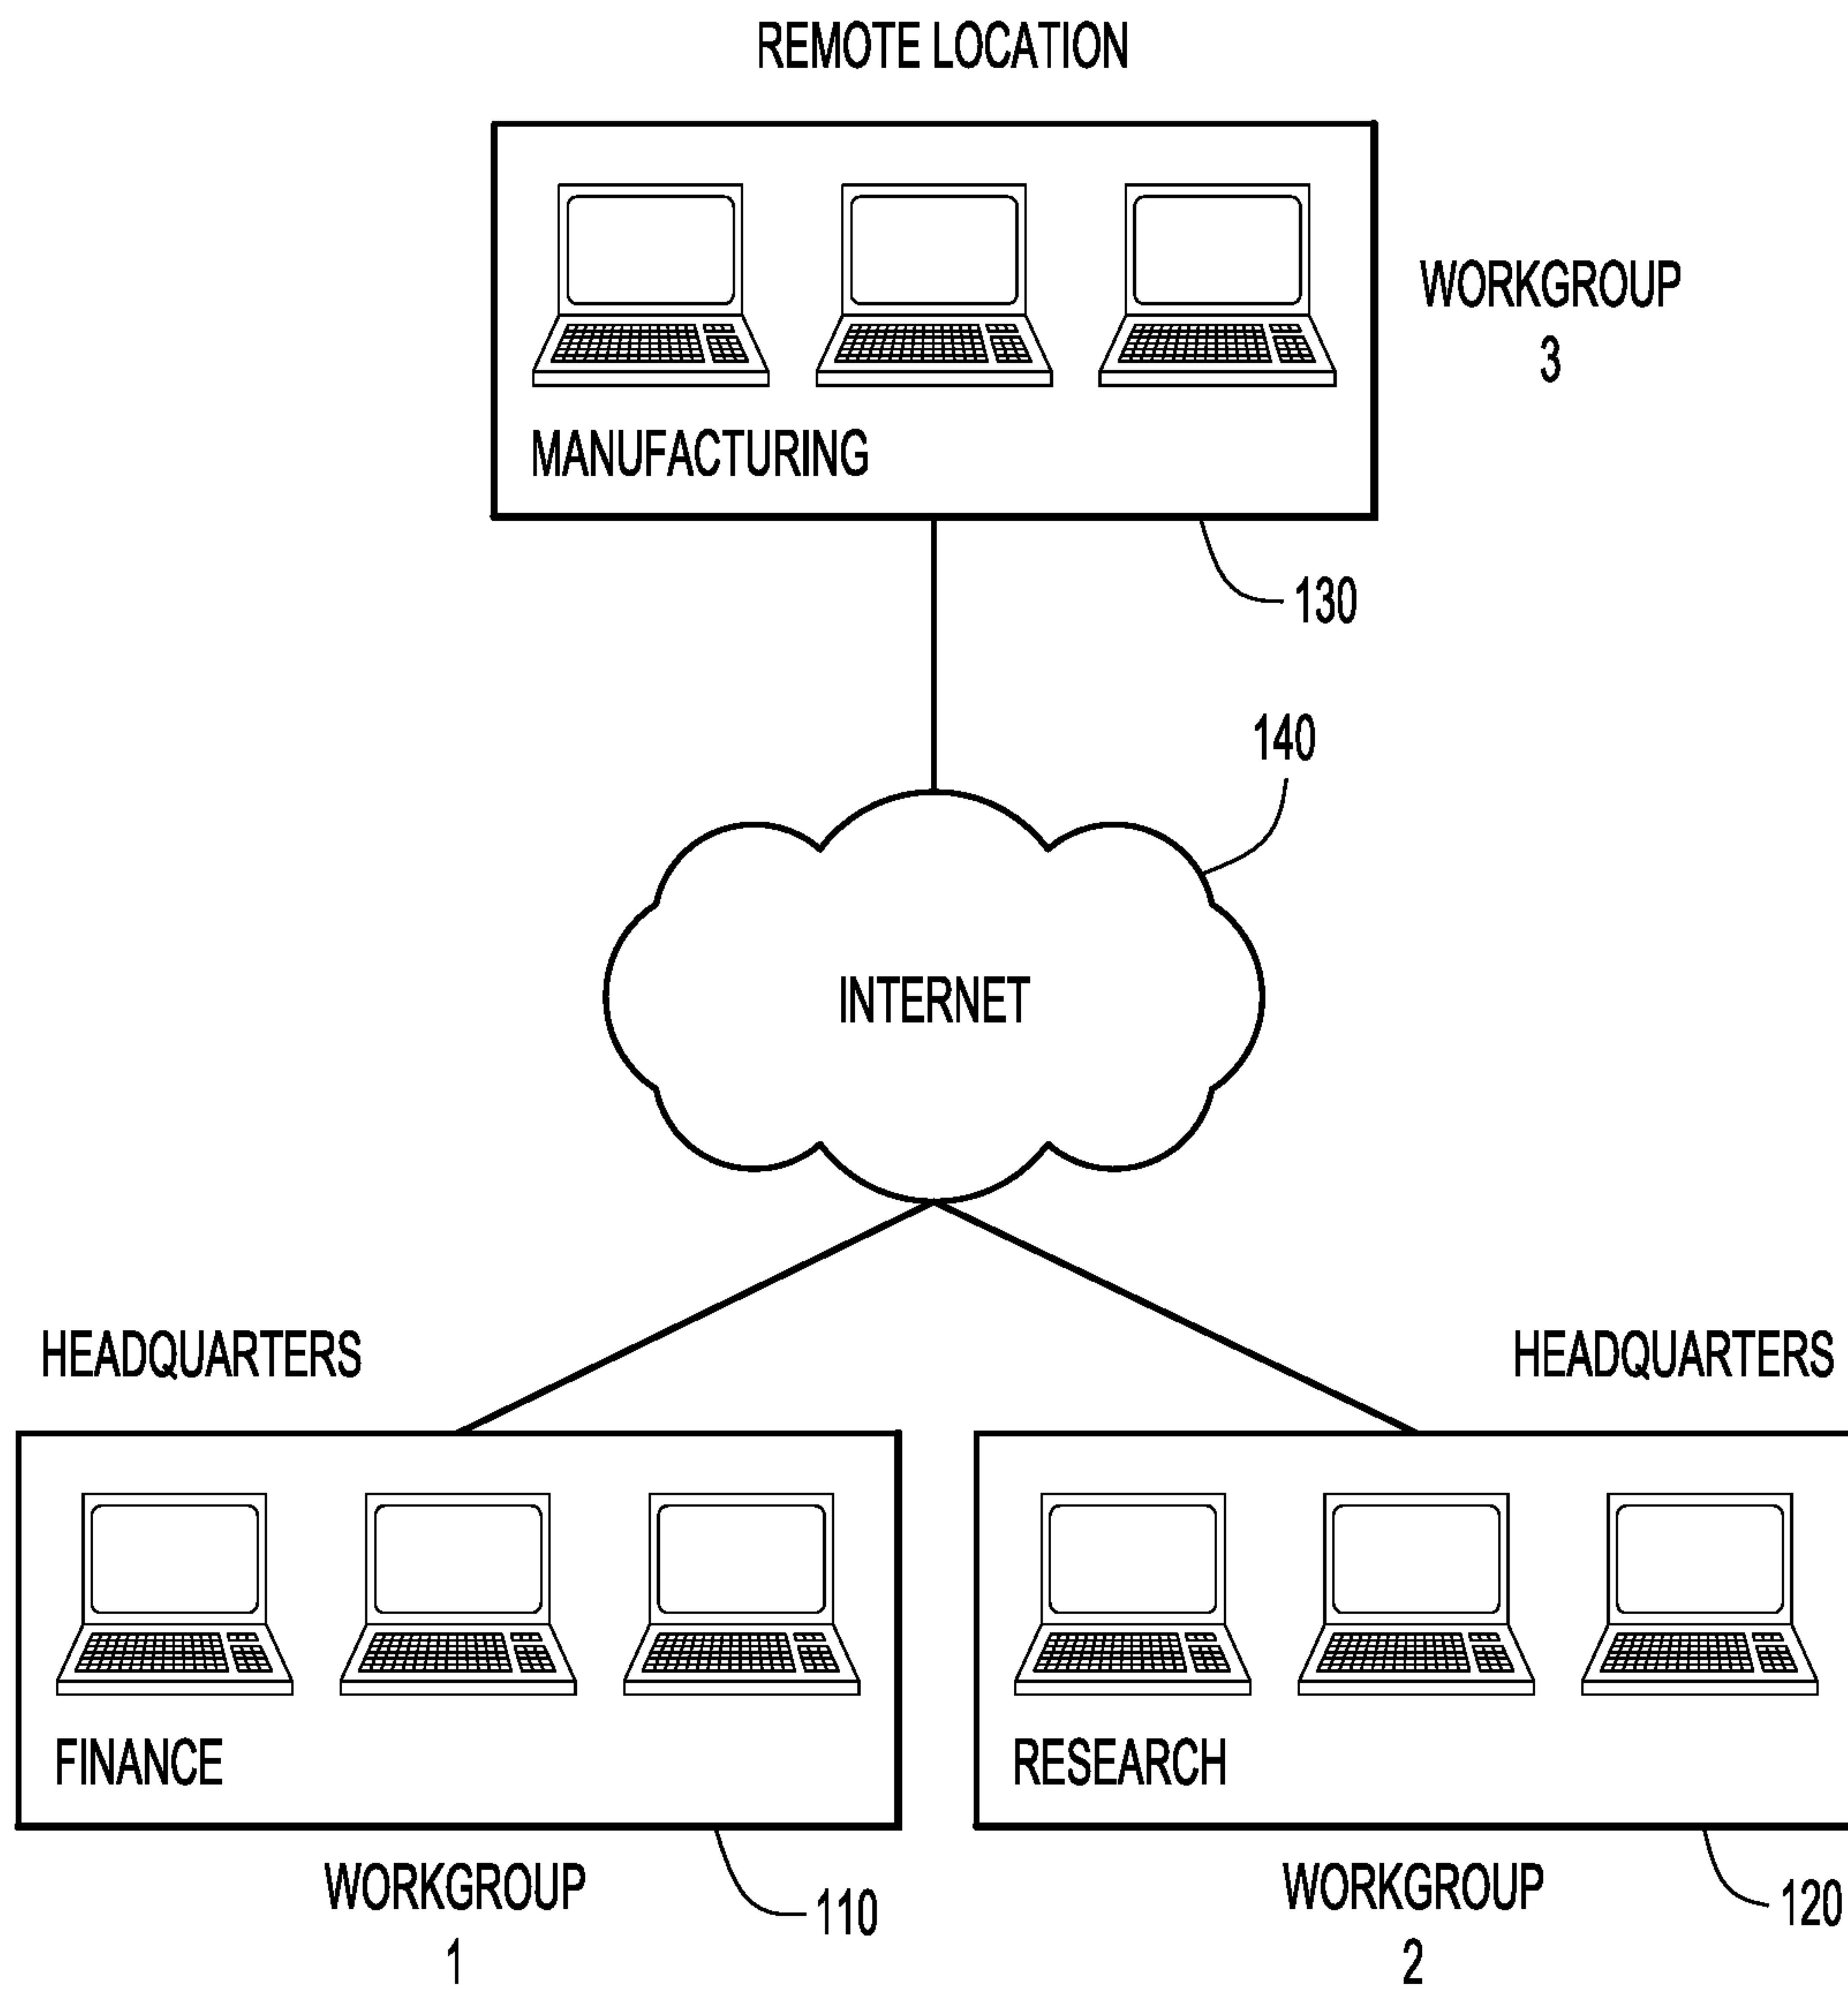 REMOTE LOCATION
WORKGROUP
3
MANUFACTURING
130
140
INTERNET
HEADQUARTERS
HEADQUARTERS
FINANCE
RESEARCH
WORKGROUP
1
110
WORKGROUP
2
120